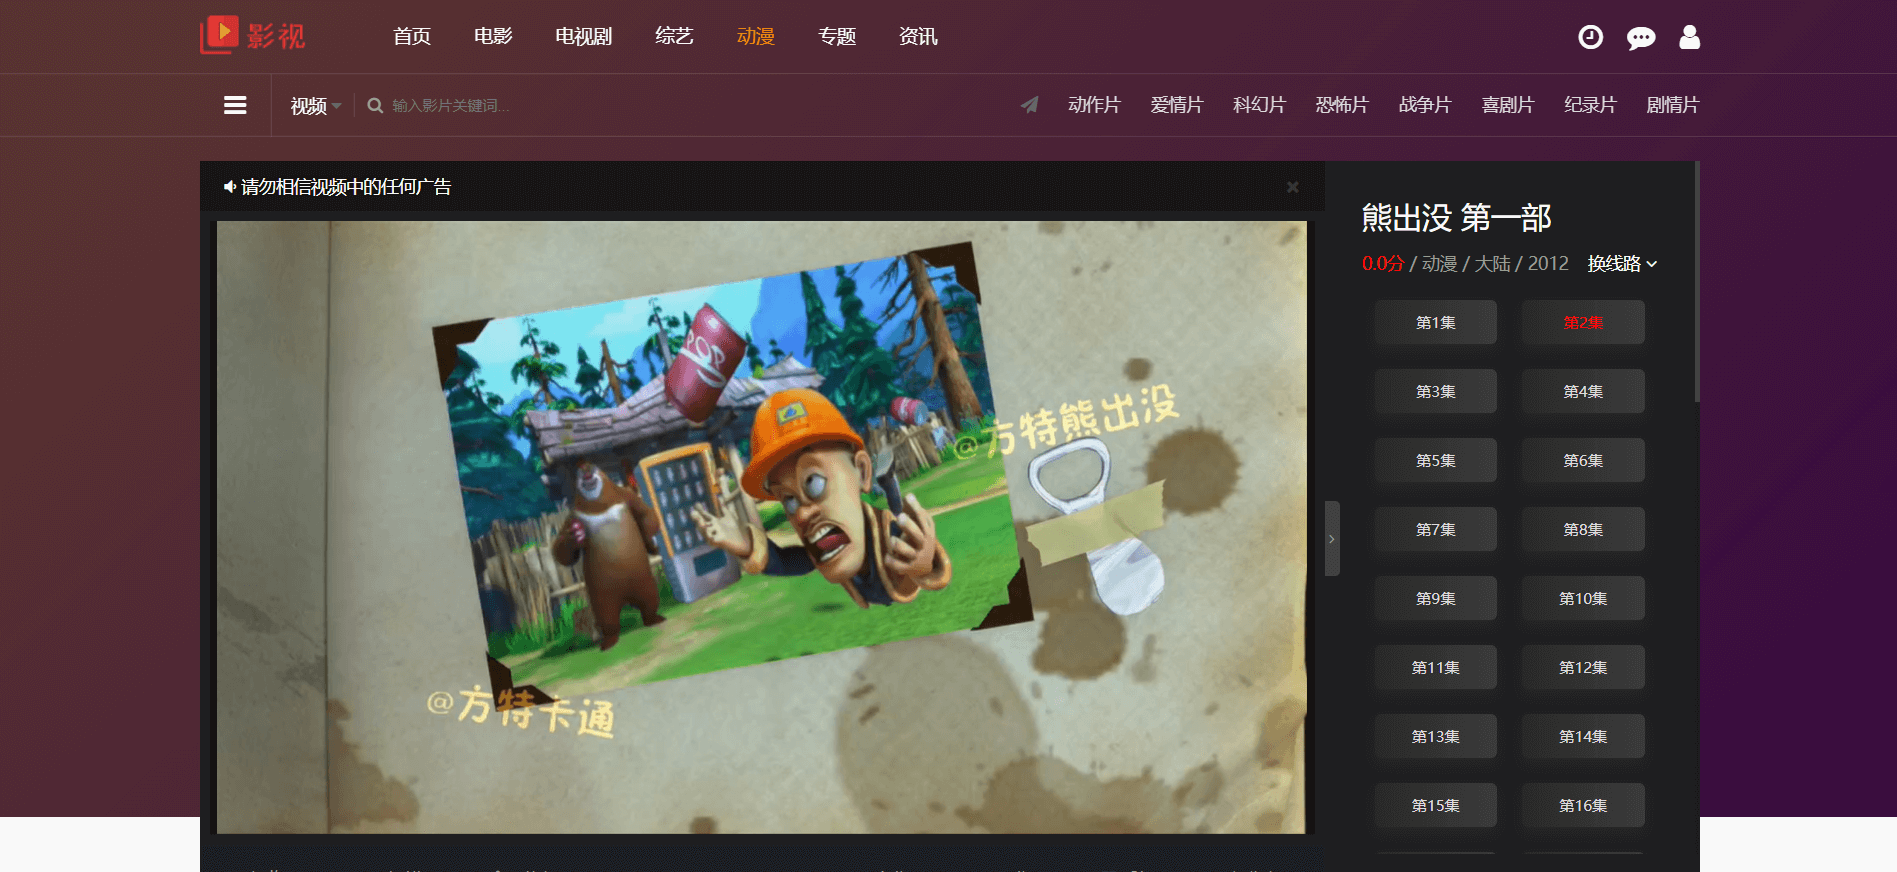 影视
首页 电影 电视剧 综艺 动漫 专题 资讯
视频 输入影片关键词...
动作片 爱情片 科幻片 恐怖片 战争片 喜剧片 纪录片 剧情片
请勿相信视频中的任何广告
POP
@方特熊出没
@方特卡通
熊出没 第一部
0.0分 / 动漫 / 大陆 / 2012 换线路
第1集 第2集
第3集 第4集
第5集 第6集
第7集 第8集
第9集 第10集
第11集 第12集
第13集 第14集
第15集 第16集